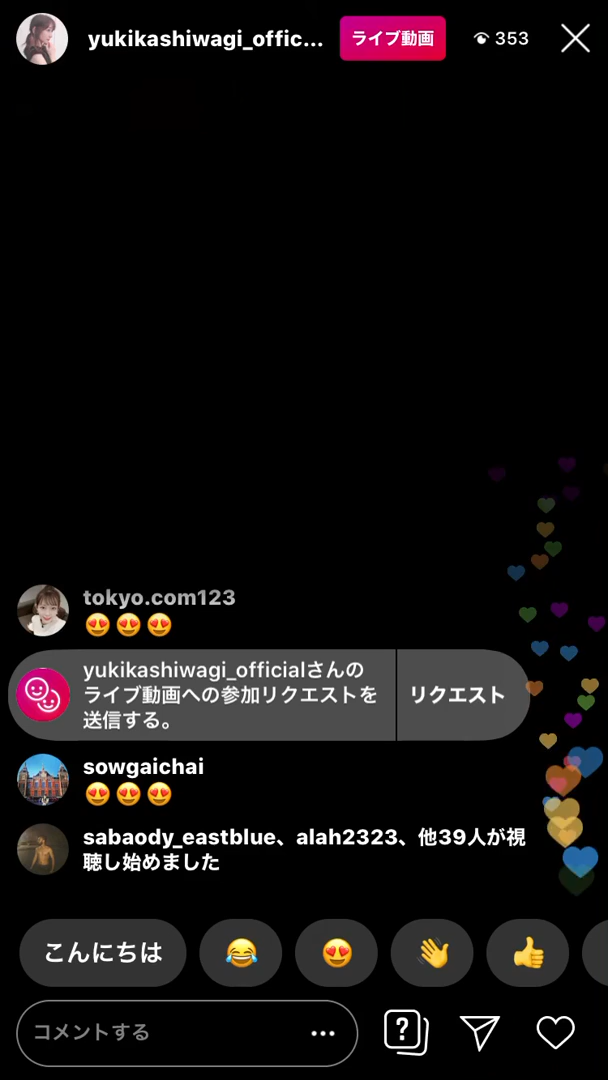 yukikashiwagi_offic...
ライブ動画
353
tokyo.com123
😍😍😍
yukikashiwagi_officialさんの
ライブ動画への参加リクエストを
送信する。
リクエスト
sowgaichai
😍😍😍
sabaody_eastblue、alah2323、他39人が視
聴し始めました
こんにちは 😂 😍 👋 👍
コメントする